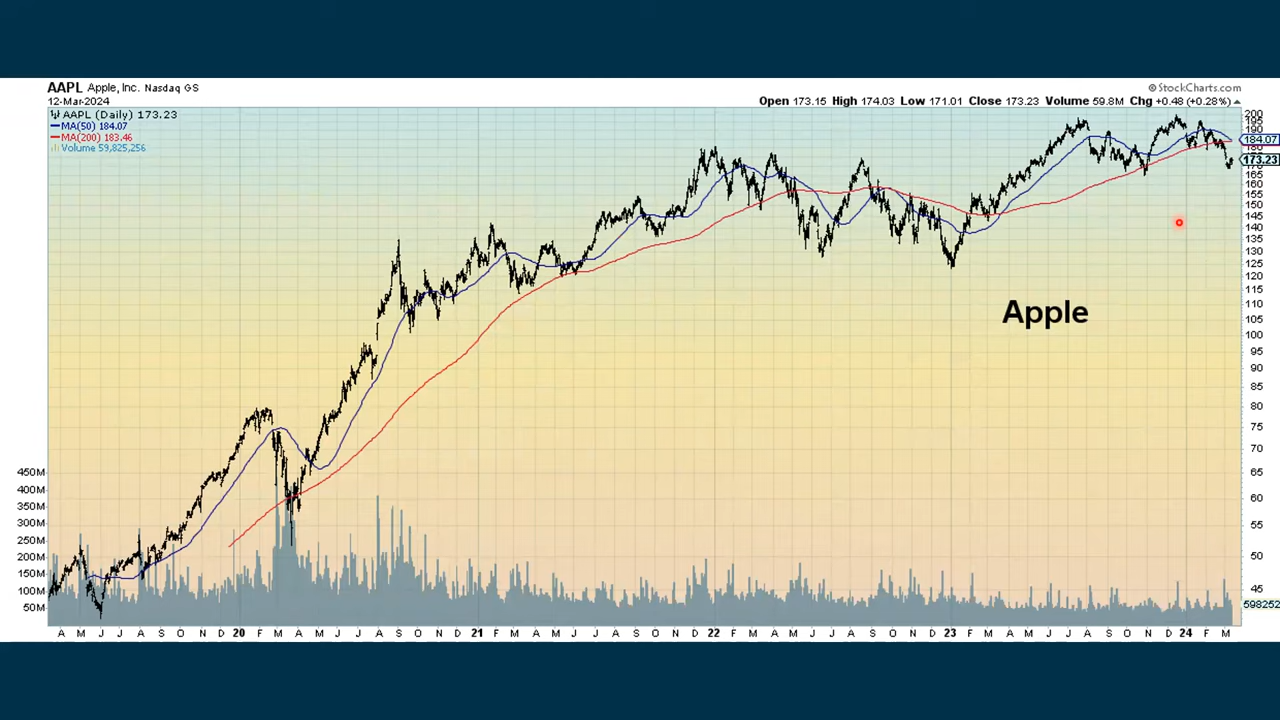 AAPL Apple, Inc. Nasdaq GS
© StockCharts.com
12-Mar-2024
Open 173.15 High 174.03 Low 171.01 Close 173.23 Volume 59.8M Chg +0.48 (+0.28%)
AAPL (Daily) 173.23
MA(50) 184.07
MA(200) 183.46
Volume 59,825,256
200
195
190
184.07
180
173.23
165
160
155
150
145
140
135
130
125
120
115
110
105
100
95
90
85
80
75
70
65
60
55
50
45
598252
Apple
450M
400M
350M
300M
250M
200M
150M
100M
50M
A M J J A S O N D 20 F M A M J J A S O N D 21 F M A M J J A S O N D 22 F M A M J J A S O N D 23 F M A M J J A S O N D 24 F M